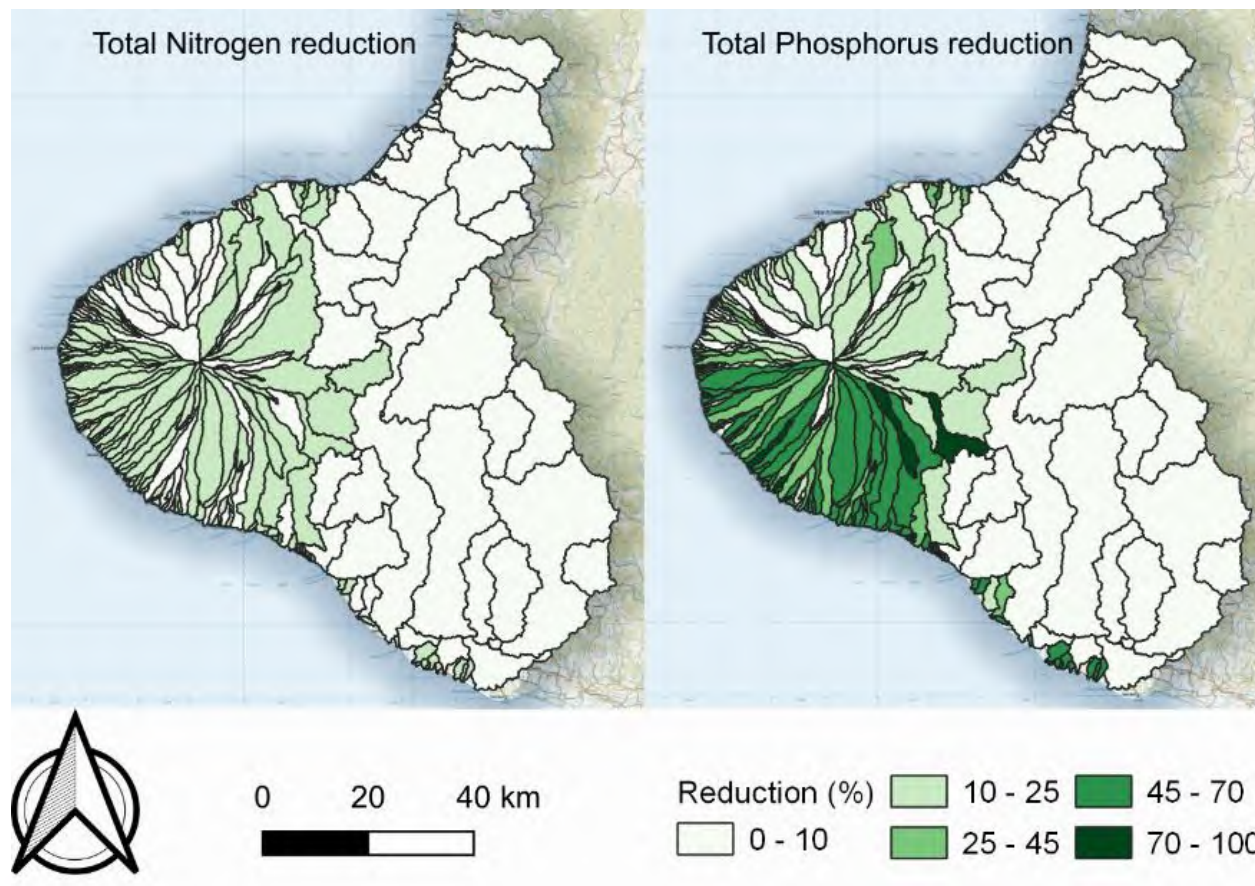 Total Nitrogen reduction
Total Phosphorus reduction
0 20 40 km
Reduction (%)
0 - 10
10 - 25
25 - 45
45 - 70
70 - 100